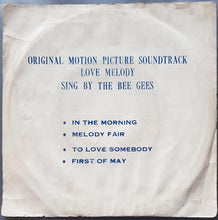 ORIGINAL MOTION PICTURE SOUNDTRACK
LOVE MELODY
SING BY THE BEE GEES
★ IN THE MORNING
★ MELODY FAIR
★ TO LOVE SOMEBODY
★ FIRST OF MAY